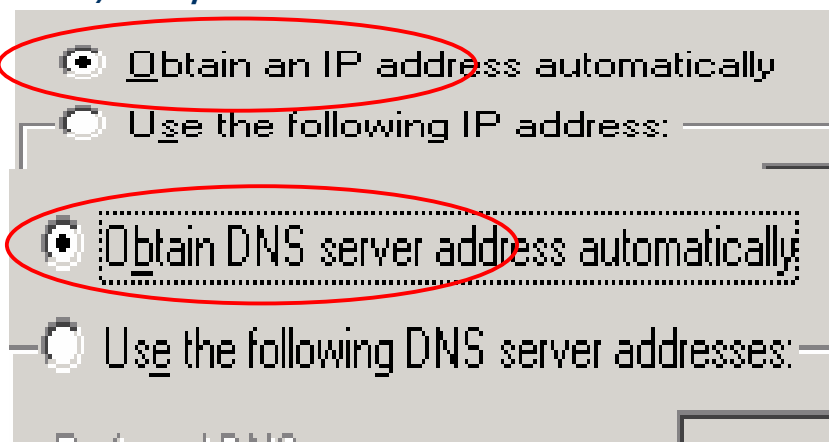 Obtain an IP address automatically
Use the following IP address:
Obtain DNS server address automatically
Use the following DNS server addresses: